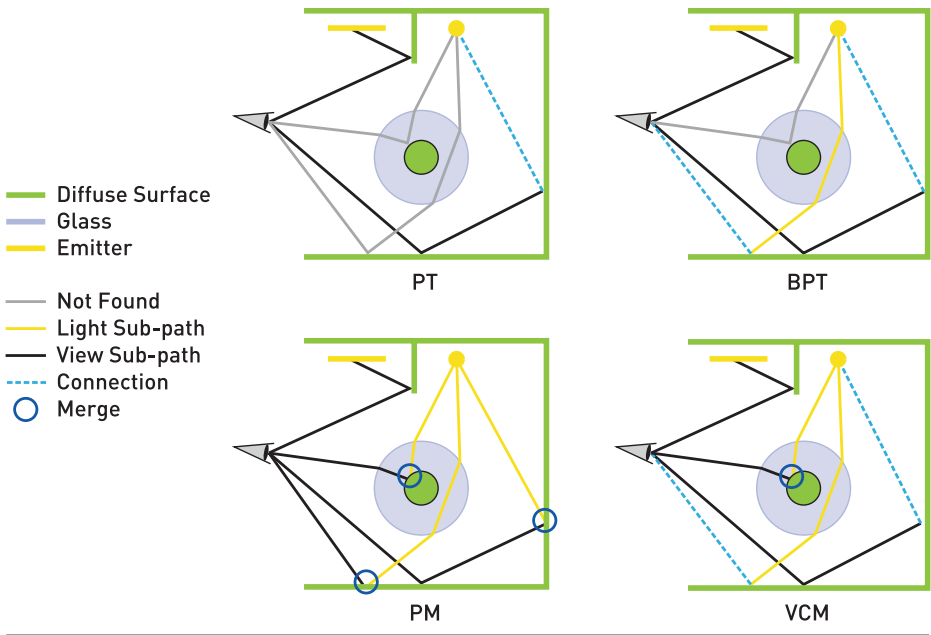 Diffuse Surface
Glass
Emitter
Not Found
Light Sub-path
View Sub-path
Connection
Merge
PT
BPT
PM
VCM